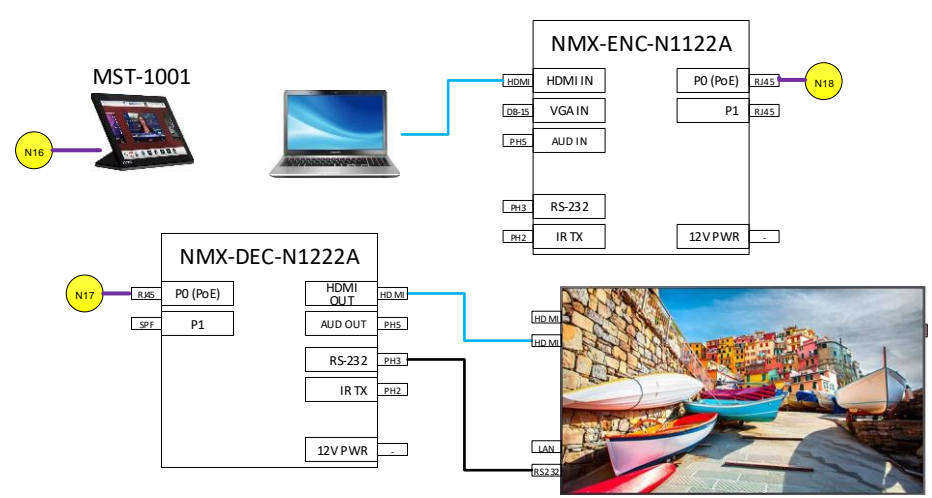 NMX-ENC-N1122A
MST-1001
HDMI
HDMI IN
P0 (PoE)
RJ45
N18
DB-15
VGA IN
P1
RJ45
PH5
AUD IN
N16
PH3
RS-232
PH2
IR TX
12V PWR
-
NMX-DEC-N1222A
N17
RJ45
P0 (PoE)
HDMI
OUT
HDMI
SPF
P1
AUD OUT
PH5
RS-232
PH3
IR TX
PH2
12V PWR
-
HDMI
HDMI
LAN
RS232